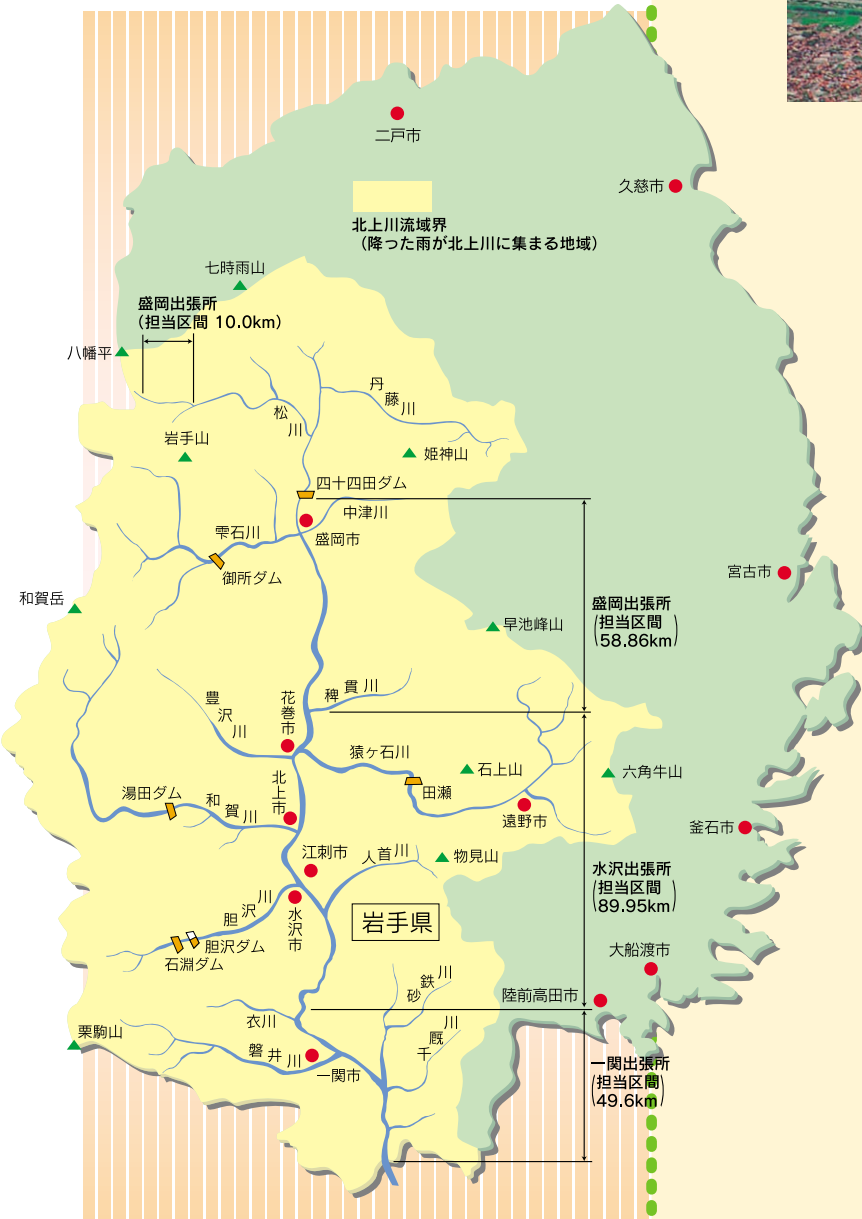 二戸市
久慈市
北上川流域界
（降った雨が北上川に集まる地域）
七時雨山
盛岡出張所
（担当区間 10.0km）
八幡平
丹藤川
松川
岩手山
姫神山
四十四田ダム
中津川
雫石川
盛岡市
御所ダム
宮古市
和賀岳
盛岡出張所
（担当区間
58.86km）
早池峰山
稗貫川
花巻市
豊沢川
猿ヶ石川
石上山
六角牛山
北上市
田瀬
湯田ダム
和賀川
遠野市
釜石市
江刺市
人首川
物見山
水沢出張所
（担当区間
89.95km）
胆沢川
水沢市
岩手県
胆沢ダム
石淵ダム
大船渡市
陸前高田市
砂鉄川
衣川
千厩川
栗駒山
磐井川
一関市
一関出張所
（担当区間
49.6km）